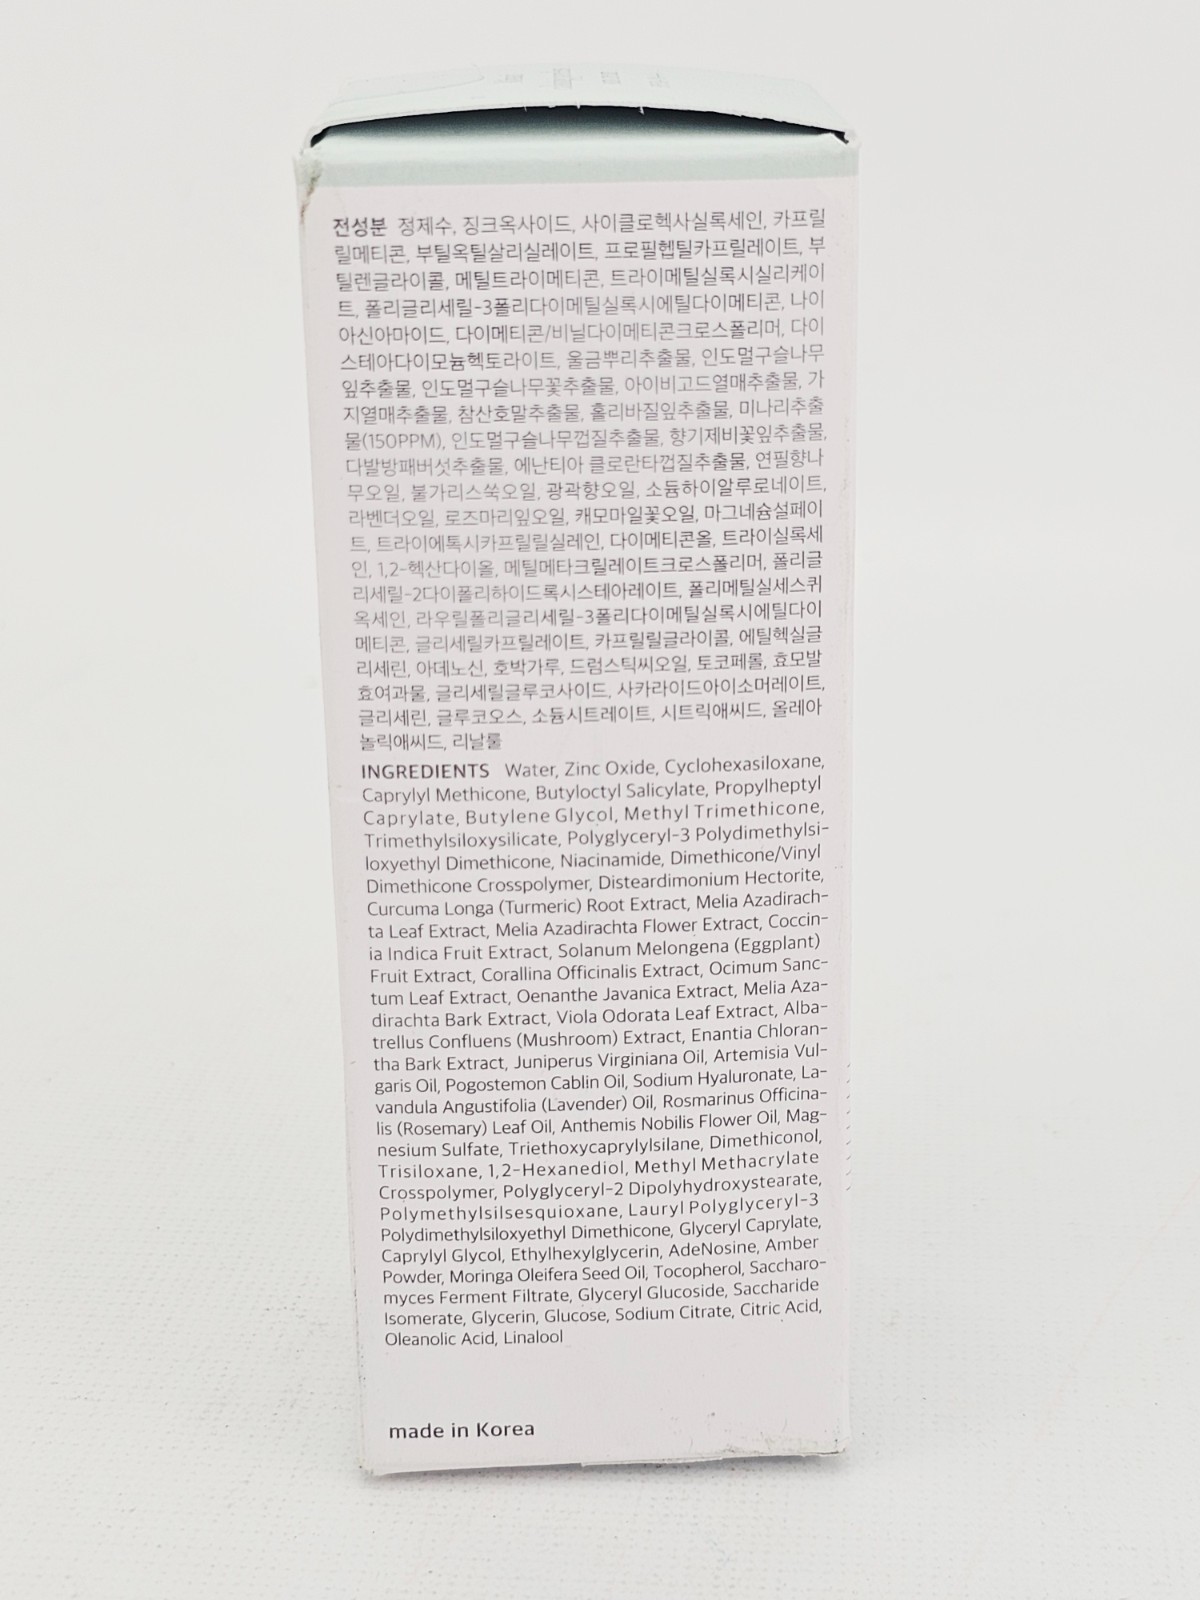 전성분 정제수, 징크옥사이드, 사이클로헥사실록세인, 카프릴
릴메티콘, 부틸옥틸살리실레이트, 프로필헵틸카프릴레이트, 부
틸렌글라이콜, 메틸트라이메티콘, 트라이메틸실록시실리케이
트, 폴리글리세릴-3폴리다이메틸실록시에틸다이메티콘, 나이
아신아마이드, 다이메티콘/비닐다이메티콘크로스폴리머, 다이
스테아다이모늄헥토라이트, 울금뿌리추출물, 인도멀구슬나무
잎추출물, 인도멀구슬나무꽃추출물, 아이비고드열매추출물, 가
지열매추출물, 참산호말추출물, 홀리바질잎추출물, 미나리추출
물(150PPM), 인도멀구슬나무껍질추출물, 향기제비꽃잎추출물,
다발방패버섯추출물, 에난티아 클로란타껍질추출물, 연필향나
무오일, 불가리스쑥오일, 광곽향오일, 소듐하이알루로네이트,
라벤더오일, 로즈마리잎오일, 캐모마일꽃오일, 마그네슘설페이
트, 트라이에톡시카프릴릴실레인, 다이메티콘올, 트라이실록세
인, 1,2-헥산다이올, 메틸메타크릴레이트크로스폴리머, 폴리글
리세릴-2다이폴리하이드록시스테아레이트, 폴리메틸실세스퀴
옥세인, 라우릴폴리글리세릴-3폴리다이메틸실록시에틸다이
메티콘, 글리세릴카프릴레이트, 카프릴릴글라이콜, 에틸헥실글
리세린, 아데노신, 호박가루, 드럼스틱씨오일, 토코페롤, 효모발
효여과물, 글리세릴글루코사이드, 사카라이드아이소머레이트,
글리세린, 글루코오스, 소듐시트레이트, 시트릭애씨드, 올레아
놀릭애씨드, 리날룰
INGREDIENTS Water, Zinc Oxide, Cyclohexasiloxane,
Caprylyl Methicone, Butyloctyl Salicylate, Propylheptyl
Caprylate, Butylene Glycol, Methyl Trimethicone,
Trimethylsiloxysilicate, Polyglyceryl-3 Polydimethylsi-
loxyethyl Dimethicone, Niacinamide, Dimethicone/Vinyl
Dimethicone Crosspolymer, Disteardimonium Hectorite,
Curcuma Longa (Turmeric) Root Extract, Melia Azadirach-
ta Leaf Extract, Melia Azadirachta Flower Extract, Coccin-
ia Indica Fruit Extract, Solanum Melongena (Eggplant)
Fruit Extract, Corallina Officinalis Extract, Ocimum Sanc-
tum Leaf Extract, Oenanthe Javanica Extract, Melia Aza-
dirachta Bark Extract, Viola Odorata Leaf Extract, Alba-
trellus Confluens (Mushroom) Extract, Enantia Chloran-
tha Bark Extract, Juniperus Virginiana Oil, Artemisia Vul-
garis Oil, Pogostemon Cablin Oil, Sodium Hyaluronate, La-
vandula Angustifolia (Lavender) Oil, Rosmarinus Officina-
lis (Rosemary) Leaf Oil, Anthemis Nobilis Flower Oil, Mag-
nesium Sulfate, Triethoxycaprylylsilane, Dimethiconol,
Trisiloxane, 1,2-Hexanediol, Methyl Methacrylate
Crosspolymer, Polyglyceryl-2 Dipolyhydroxystearate,
Polymethylsilsesquioxane, Lauryl Polyglyceryl-3
Polydimethylsiloxyethyl Dimethicone, Glyceryl Caprylate,
Caprylyl Glycol, Ethylhexylglycerin, AdeNosine, Amber
Powder, Moringa Oleifera Seed Oil, Tocopherol, Saccharo-
myces Ferment Filtrate, Glyceryl Glucoside, Saccharide
Isomerate, Glycerin, Glucose, Sodium Citrate, Citric Acid,
Oleanolic Acid, Linalool
made in Korea